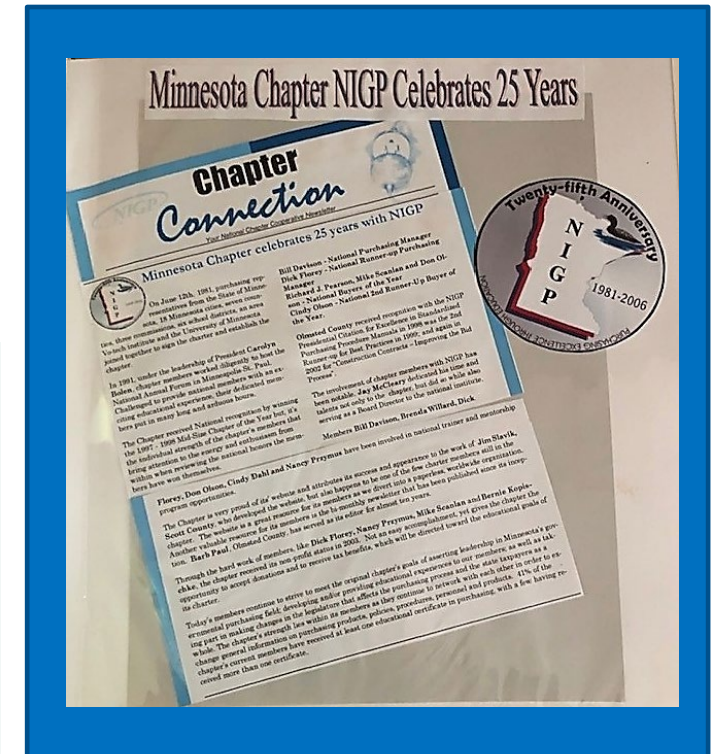 Minnesota Chapter NIGP Celebrates 25 Years
NIGP
Chapter
Connection
Your National Chapter Cooperative Newsletter
Minnesota Chapter celebrates 25 years with NIGP
On June 12th, 1981, purchasing rep-
resentatives from the State of Minne-
sota, 18 Minnesota cities, seven coun-
ties, three commissions, six school districts, an area
Vo-tech institute and the University of Minnesota
joined together to sign the charter and establish the
chapter.
In 1991, under the leadership of President Carolyn
Bolen, chapter members worked diligently to host the
National Annual Forum in Minneapolis St. Paul.
Challenged to provide national members with an ex-
citing educational experience, their dedicated mem-
bers put in many long and arduous hours.
The Chapter received National recognition by winning
the 1997 - 1998 Mid-Size Chapter of the Year but, it's
the individual strength of the chapter's members that
bring attention to the energy and enthusiasm from
within when reviewing the national honors the mem-
bers have won themselves.
Bill Davison - National Purchasing Manager
Dick Florey - National Runner-up Purchasing
Manager
Richard J. Pearson, Mike Scanlan and Don Ol-
son - National Buyers of the Year
Cindy Olson - National 2nd Runner-Up Buyer of
the Year.
Olmsted County received recognition with the NIGP
Presidential Citation for Excellence in Standardized
Purchasing Procedure Manuals in 1998 was the 2nd
Runner-up for Best Practices in 1999; and again in
2002 for "Construction Contracts – Improving the Bid
Process".
The involvement of chapter members with NIGP has
been notable. Jay McCleary dedicated his time and
talents not only to the chapter, but did so while also
serving as a Board Director to the national institute.
Members Bill Davison, Brenda Willard, Dick
Florey, Don Olson, Cindy Dahl and Nancy Przymus have been involved in national trainer and mentorship
program opportunities.
The Chapter is very proud of its' website and attributes its success and appearance to the work of Jim Slavik,
Scott County, who developed the website, but also happens to be one of the few charter members still in the
chapter. The website is a great resource for its members as we divert into a paperless, worldwide organization.
Another valuable resource for its members is the bi-monthly newsletter that has been published since its incep-
tion. Barb Paul, Olmsted County, has served as its editor for almost ten years.
Through the hard work of members, like Dick Florey, Nancy Przymus, Mike Scanlan and Bernie Kopis-
chke, the chapter received its non-profit status in 2003. Not an easy accomplishment, yet gives the chapter the
opportunity to accept donations and to receive tax benefits, which will be directed toward the educational goals of
its charter.
Today's members continue to strive to meet the original chapter's goals of asserting leadership in Minnesota's gov-
ernmental purchasing field; developing and/or providing educational experiences to our members; as well as tak-
ing part in making changes in the legislature that affects the purchasing process and the state taxpayers as a
whole. The chapter's strength lies within its members as they continue to network with each other in order to ex-
change general information on purchasing products, policies, procedures, personnel and products. 41% of the
chapter's current members have received at least one educational certificate in purchasing, with a few having re-
ceived more than one certificate.
Twenty-fifth Anniversary
N
I
G
P
1981-2006
PURCHASING EXCELLENCE THROUGH EDUCATION